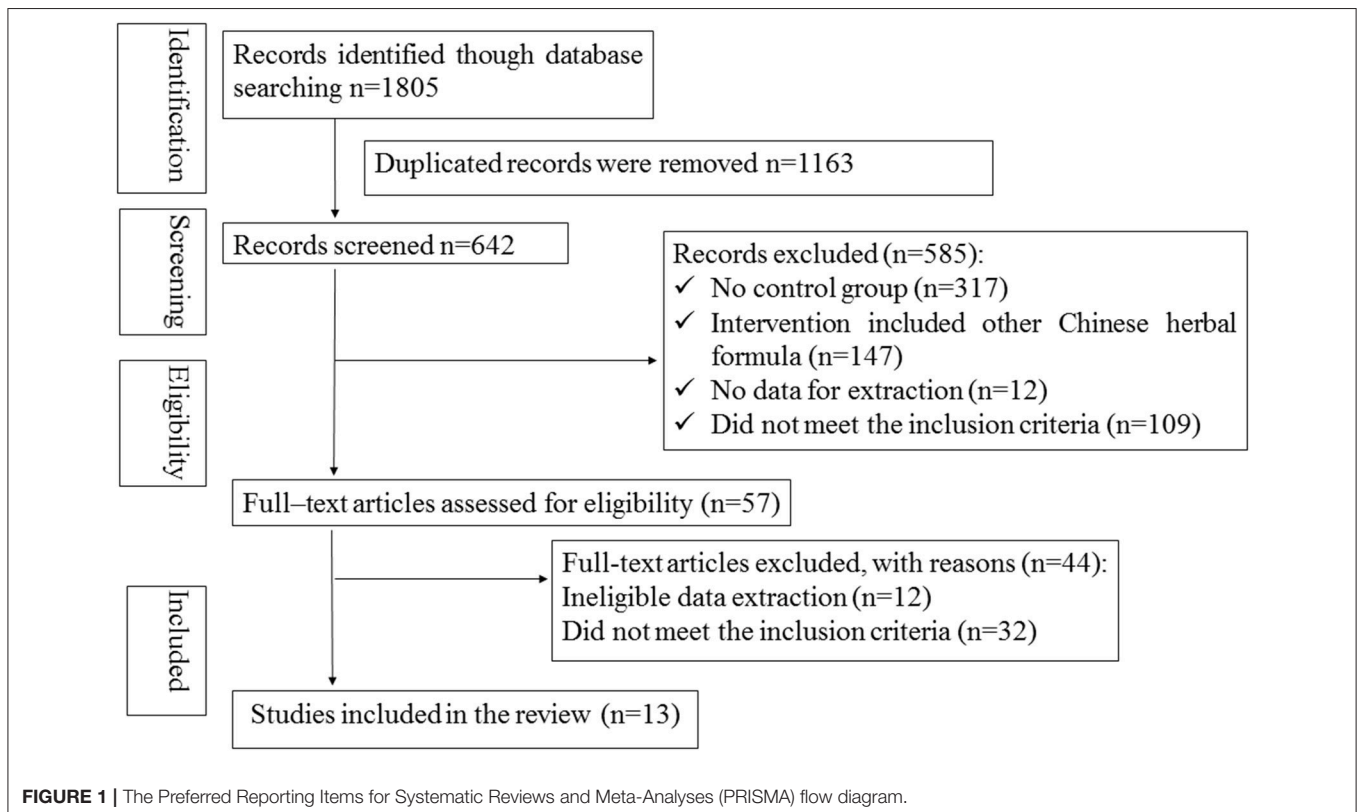 Identification
Records identified though database
searching n=1805
Duplicated records were removed n=1163
Screening
Records screened n=642
Records excluded (n=585):
✓ No control group (n=317)
✓ Intervention included other Chinese herbal
formula (n=147)
✓ No data for extraction (n=12)
✓ Did not meet the inclusion criteria (n=109)
Eligibility
Full–text articles assessed for eligibility (n=57)
Full-text articles excluded, with reasons (n=44):
Ineligible data extraction (n=12)
Did not meet the inclusion criteria (n=32)
Included
Studies included in the review (n=13)
FIGURE 1 | The Preferred Reporting Items for Systematic Reviews and Meta-Analyses (PRISMA) flow diagram.